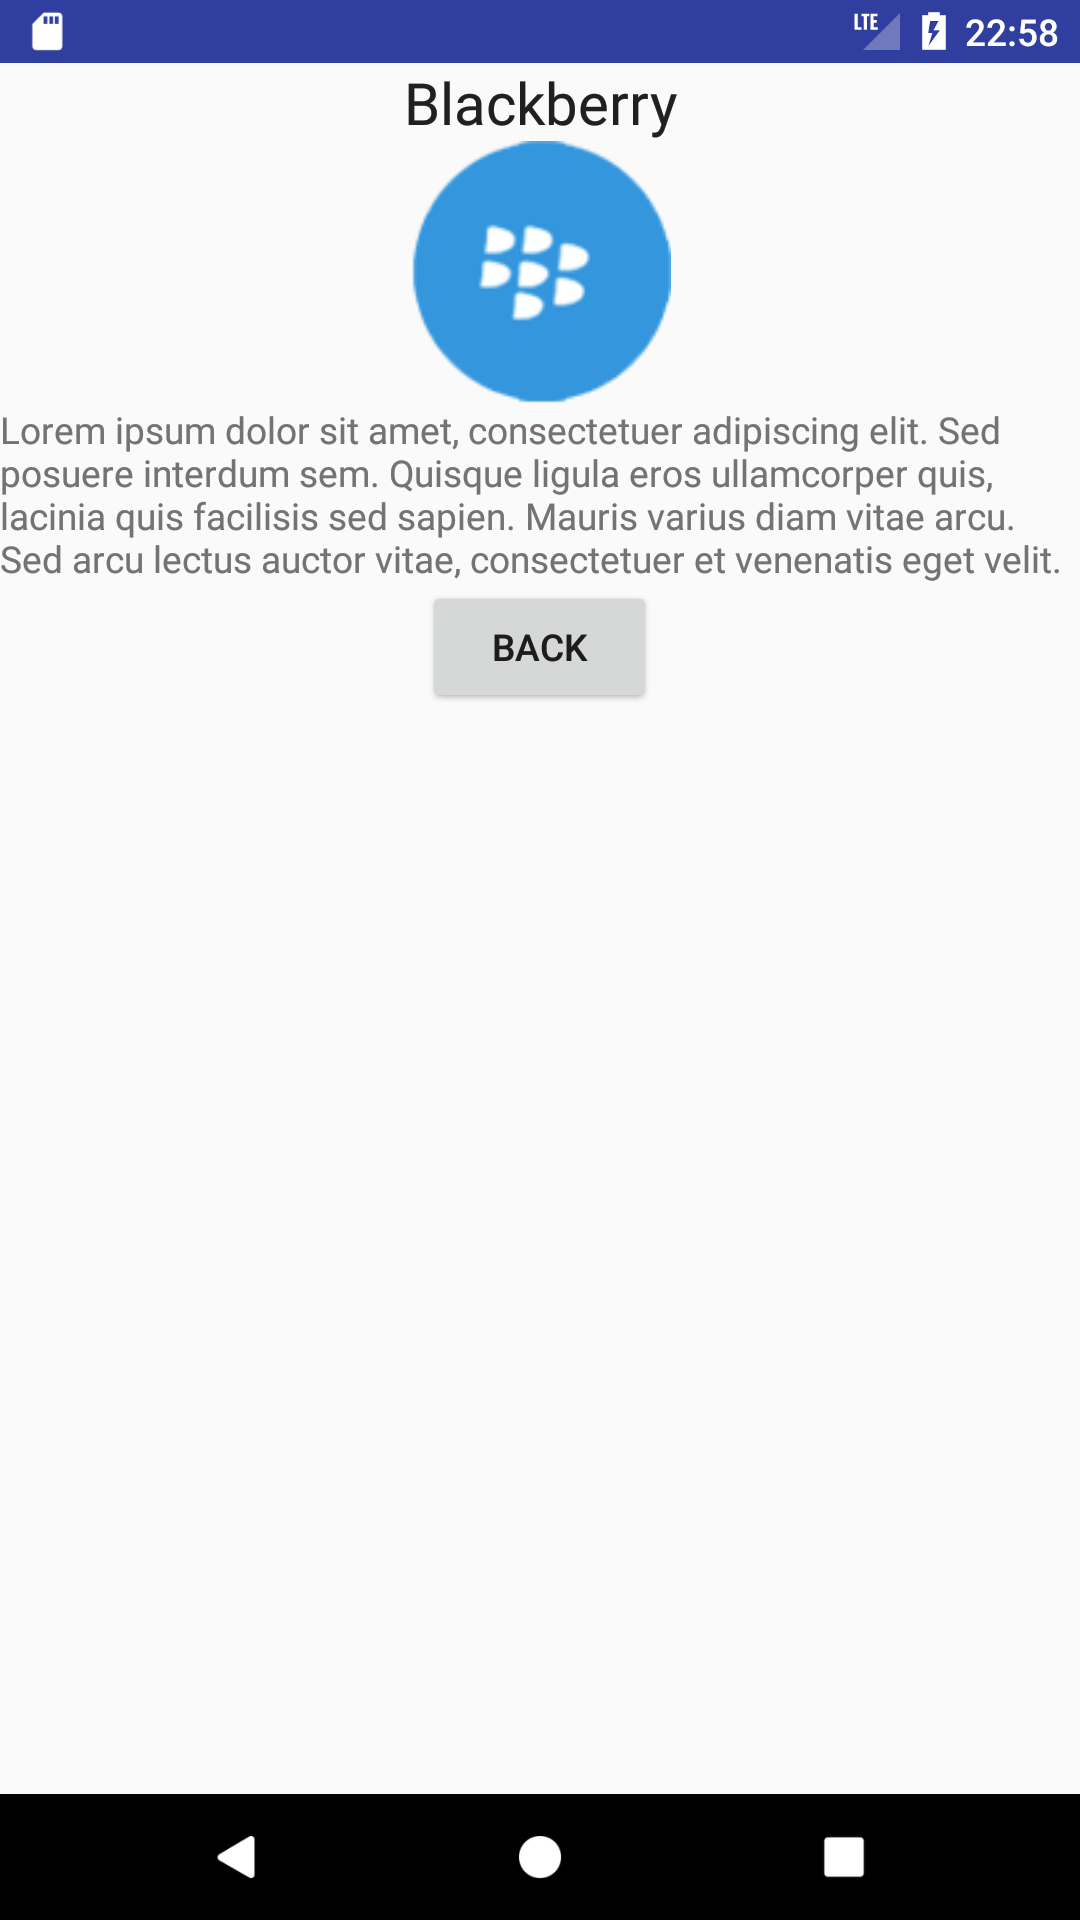 LTE 22:58
Blackberry
Lorem ipsum dolor sit amet, consectetuer adipiscing elit. Sed
posuere interdum sem. Quisque ligula eros ullamcorper quis,
lacinia quis facilisis sed sapien. Mauris varius diam vitae arcu.
Sed arcu lectus auctor vitae, consectetuer et venenatis eget velit.
BACK